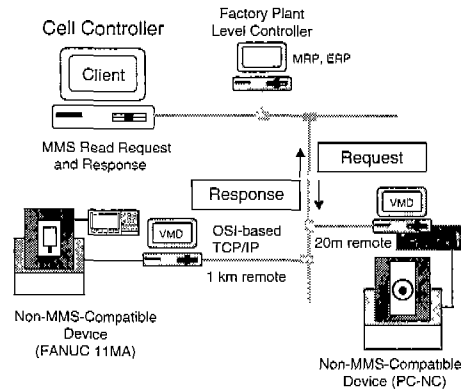 Cell Controller
Client
MMS Read Request
and Response
Factory Plant
Level Controller
MRP, ERP
Request
Response
VMD
OSI-based
TCP/IP
1 km remote
VMD
20m remote
Non-MMS-Compatible
Device
(FANUC 11MA)
Non-MMS-Compatible
Device (PC-NC)